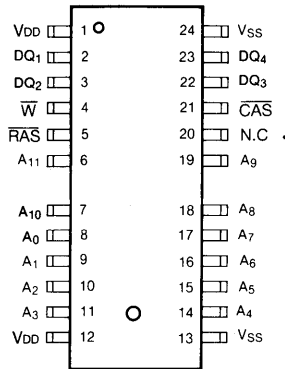 VDD 1 24 VSS
DQ1 2 23 DQ4
DQ2 3 22 DQ3
W̅ 4 21 C̅A̅S̅
R̅A̅S̅ 5 20 N.C
A11 6 19 A9
A10 7 18 A8
A0 8 17 A7
A1 9 16 A6
A2 10 15 A5
A3 11 14 A4
VDD 12 13 VSS